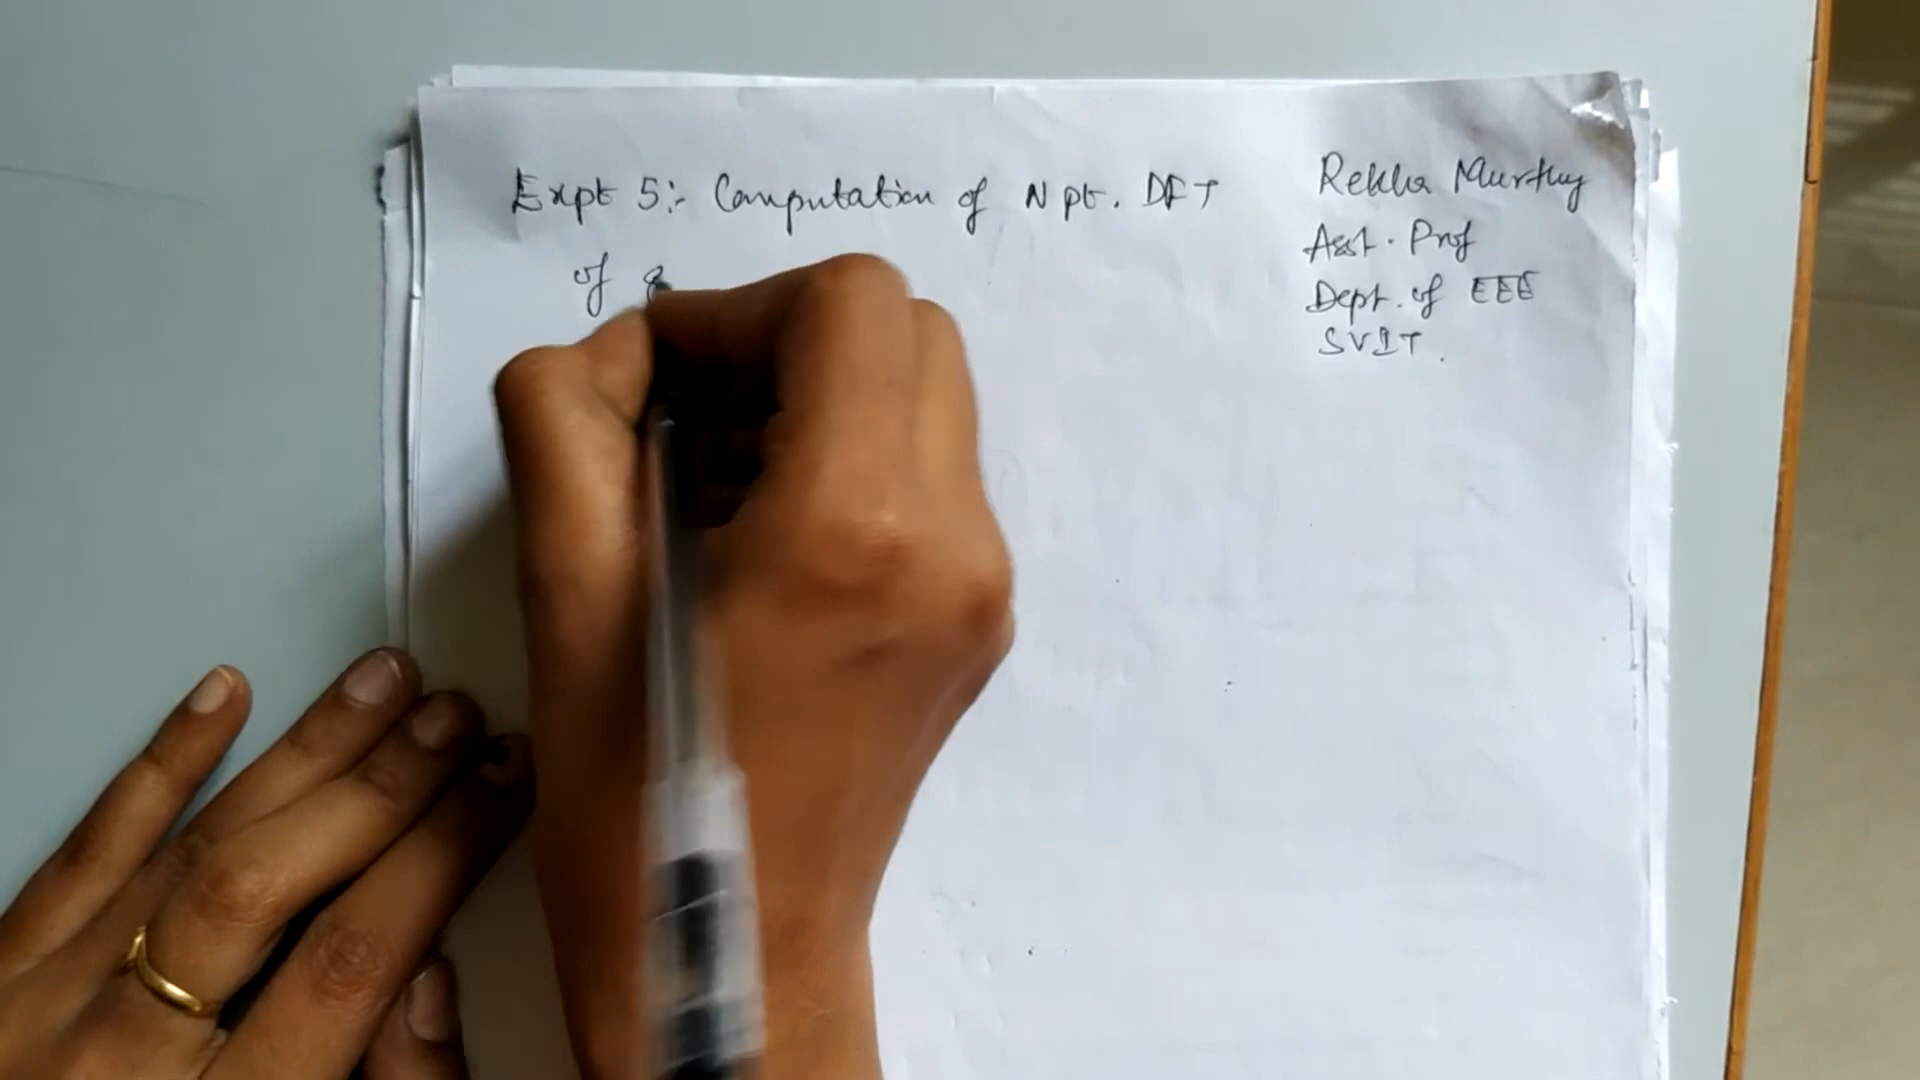 Expt 5:- Computation of N pt. DFT
of
Rekha Murthy
Asst. Prof
Dept. of EEE
SVIT.